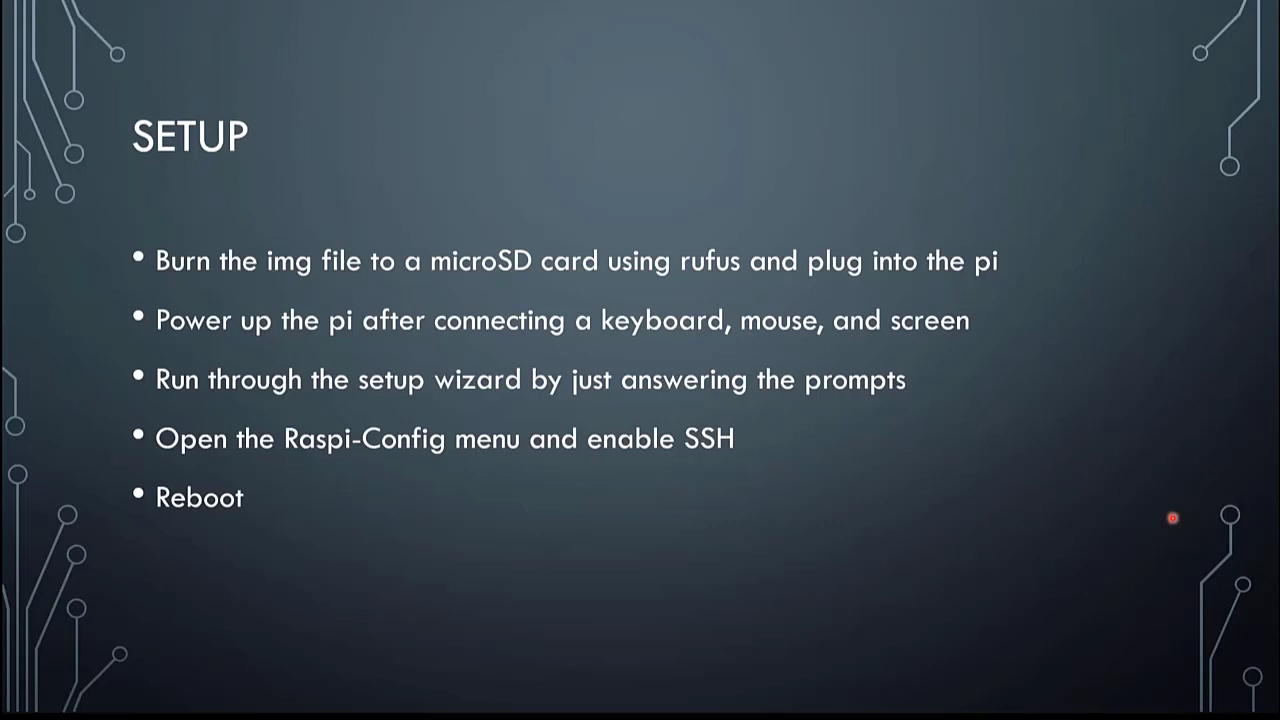 SETUP
• Burn the img file to a microSD card using rufus and plug into the pi
• Power up the pi after connecting a keyboard, mouse, and screen
• Run through the setup wizard by just answering the prompts
• Open the Raspi-Config menu and enable SSH
• Reboot